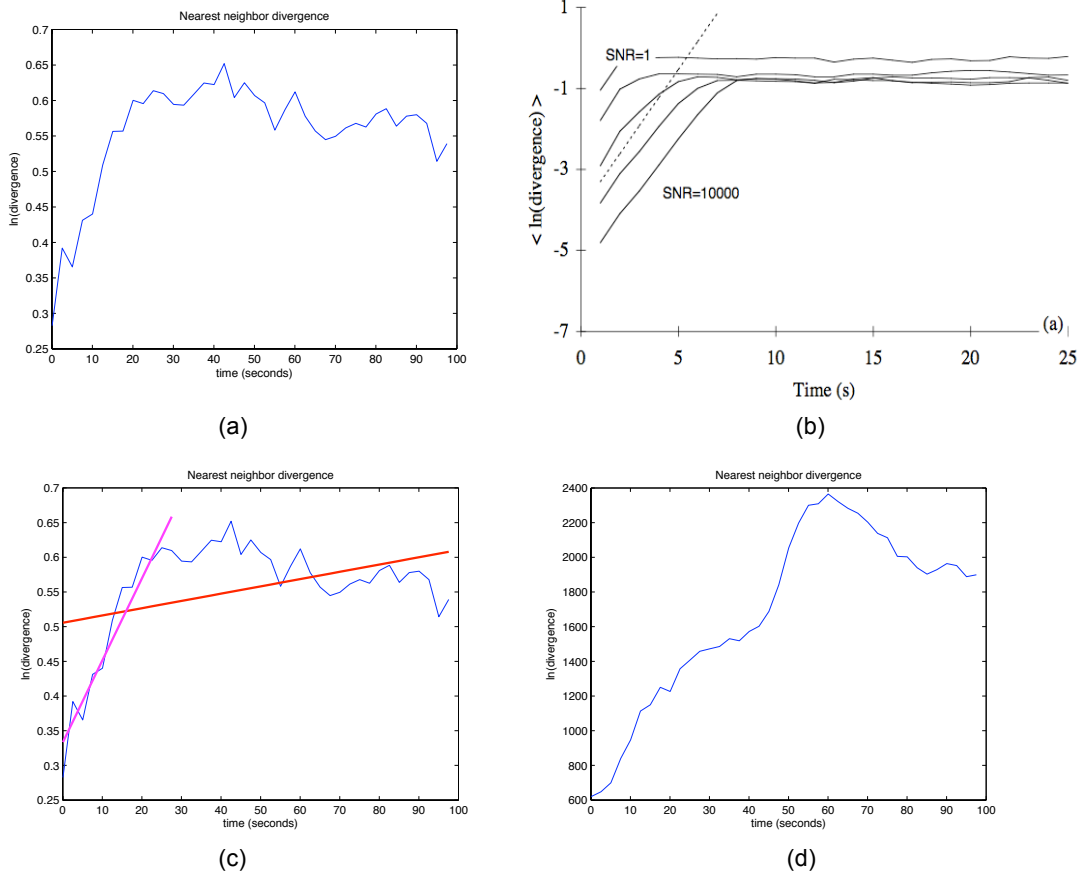 Nearest neighbor divergence
0.7
0.65
0.6
0.55
0.5
0.45
0.4
0.35
0.3
0.25
ln(divergence)
0 10 20 30 40 50 60 70 80 90 100
time (seconds)
(a)
1
-1
-3
-5
-7
< ln(divergence) >
SNR=1
SNR=10000
(a)
0 5 10 15 20 25
Time (s)
(b)
Nearest neighbor divergence
0.7
0.65
0.6
0.55
0.5
0.45
0.4
0.35
0.3
0.25
ln(divergence)
0 10 20 30 40 50 60 70 80 90 100
time (seconds)
(c)
Nearest neighbor divergence
2400
2200
2000
1800
1600
1400
1200
1000
800
600
ln(divergence)
0 10 20 30 40 50 60 70 80 90 100
time (seconds)
(d)